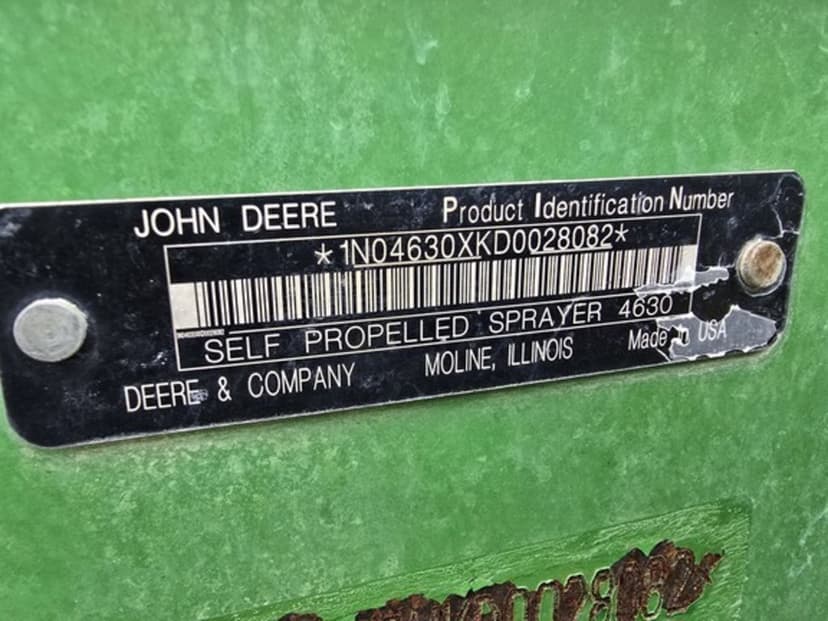 JOHN DEERE Product Identification Number
*1N04630XKD0028082*
SELF PROPELLED SPRAYER 4630
DEERE & COMPANY MOLINE, ILLINOIS Made in USA